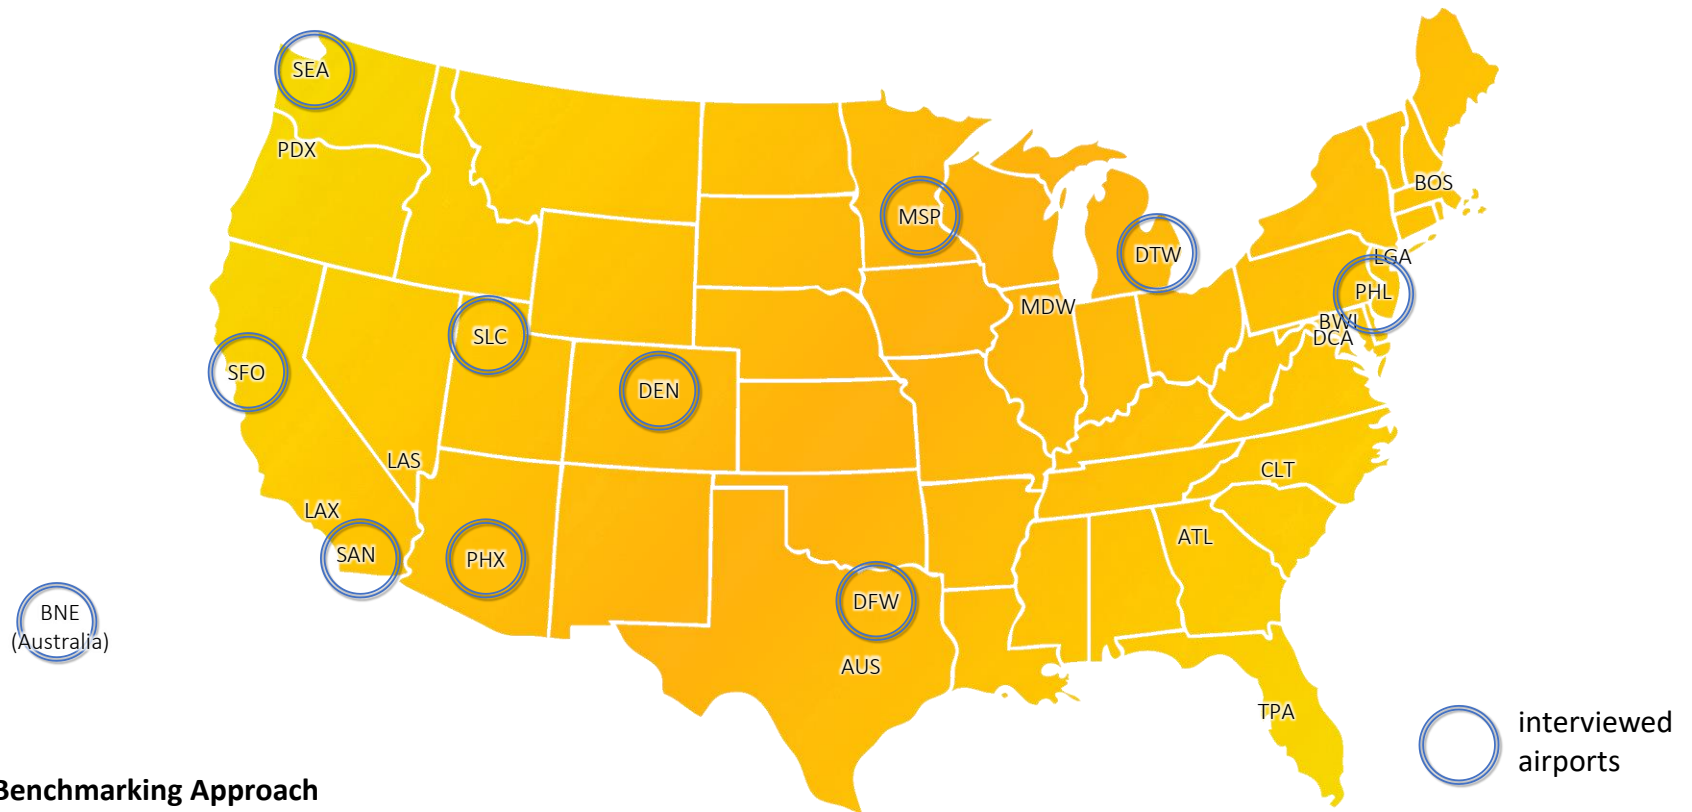 SEA
PDX
BOS
MSP
DTW
LGA
PHL
MDW
BWI
DCA
SLC
SFO
DEN
LAS
CLT
LAX
ATL
SAN
PHX
DFW
BNE
(Australia)
AUS
TPA
interviewed
airports
Benchmarking Approach